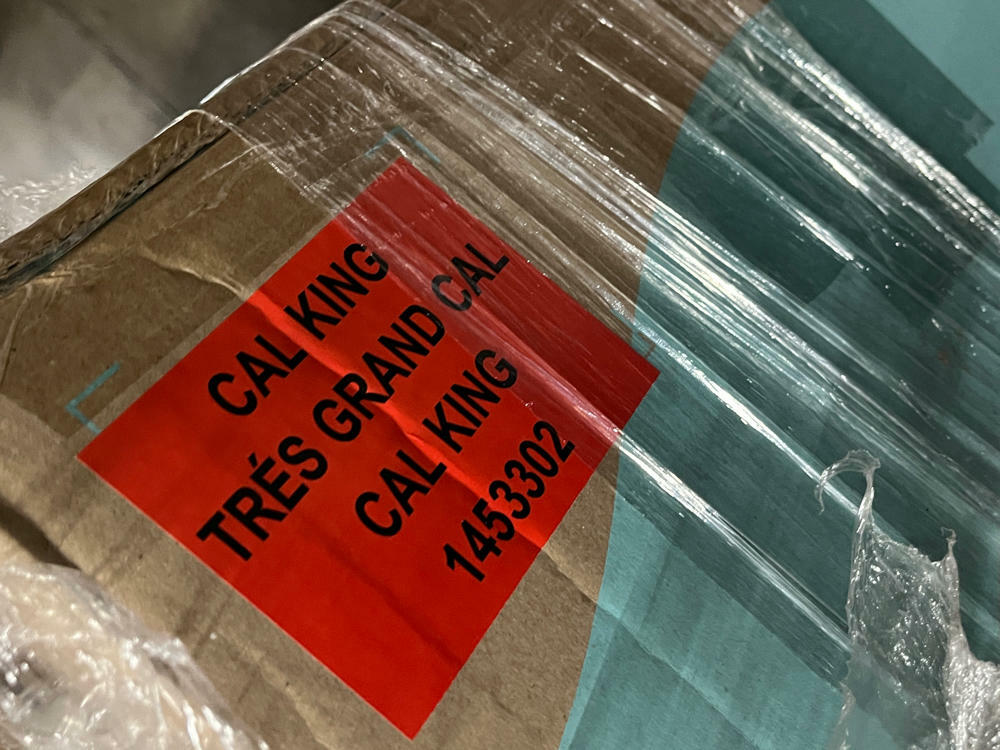 CAL KING
TRÉS GRAND CAL
CAL KING
1453302